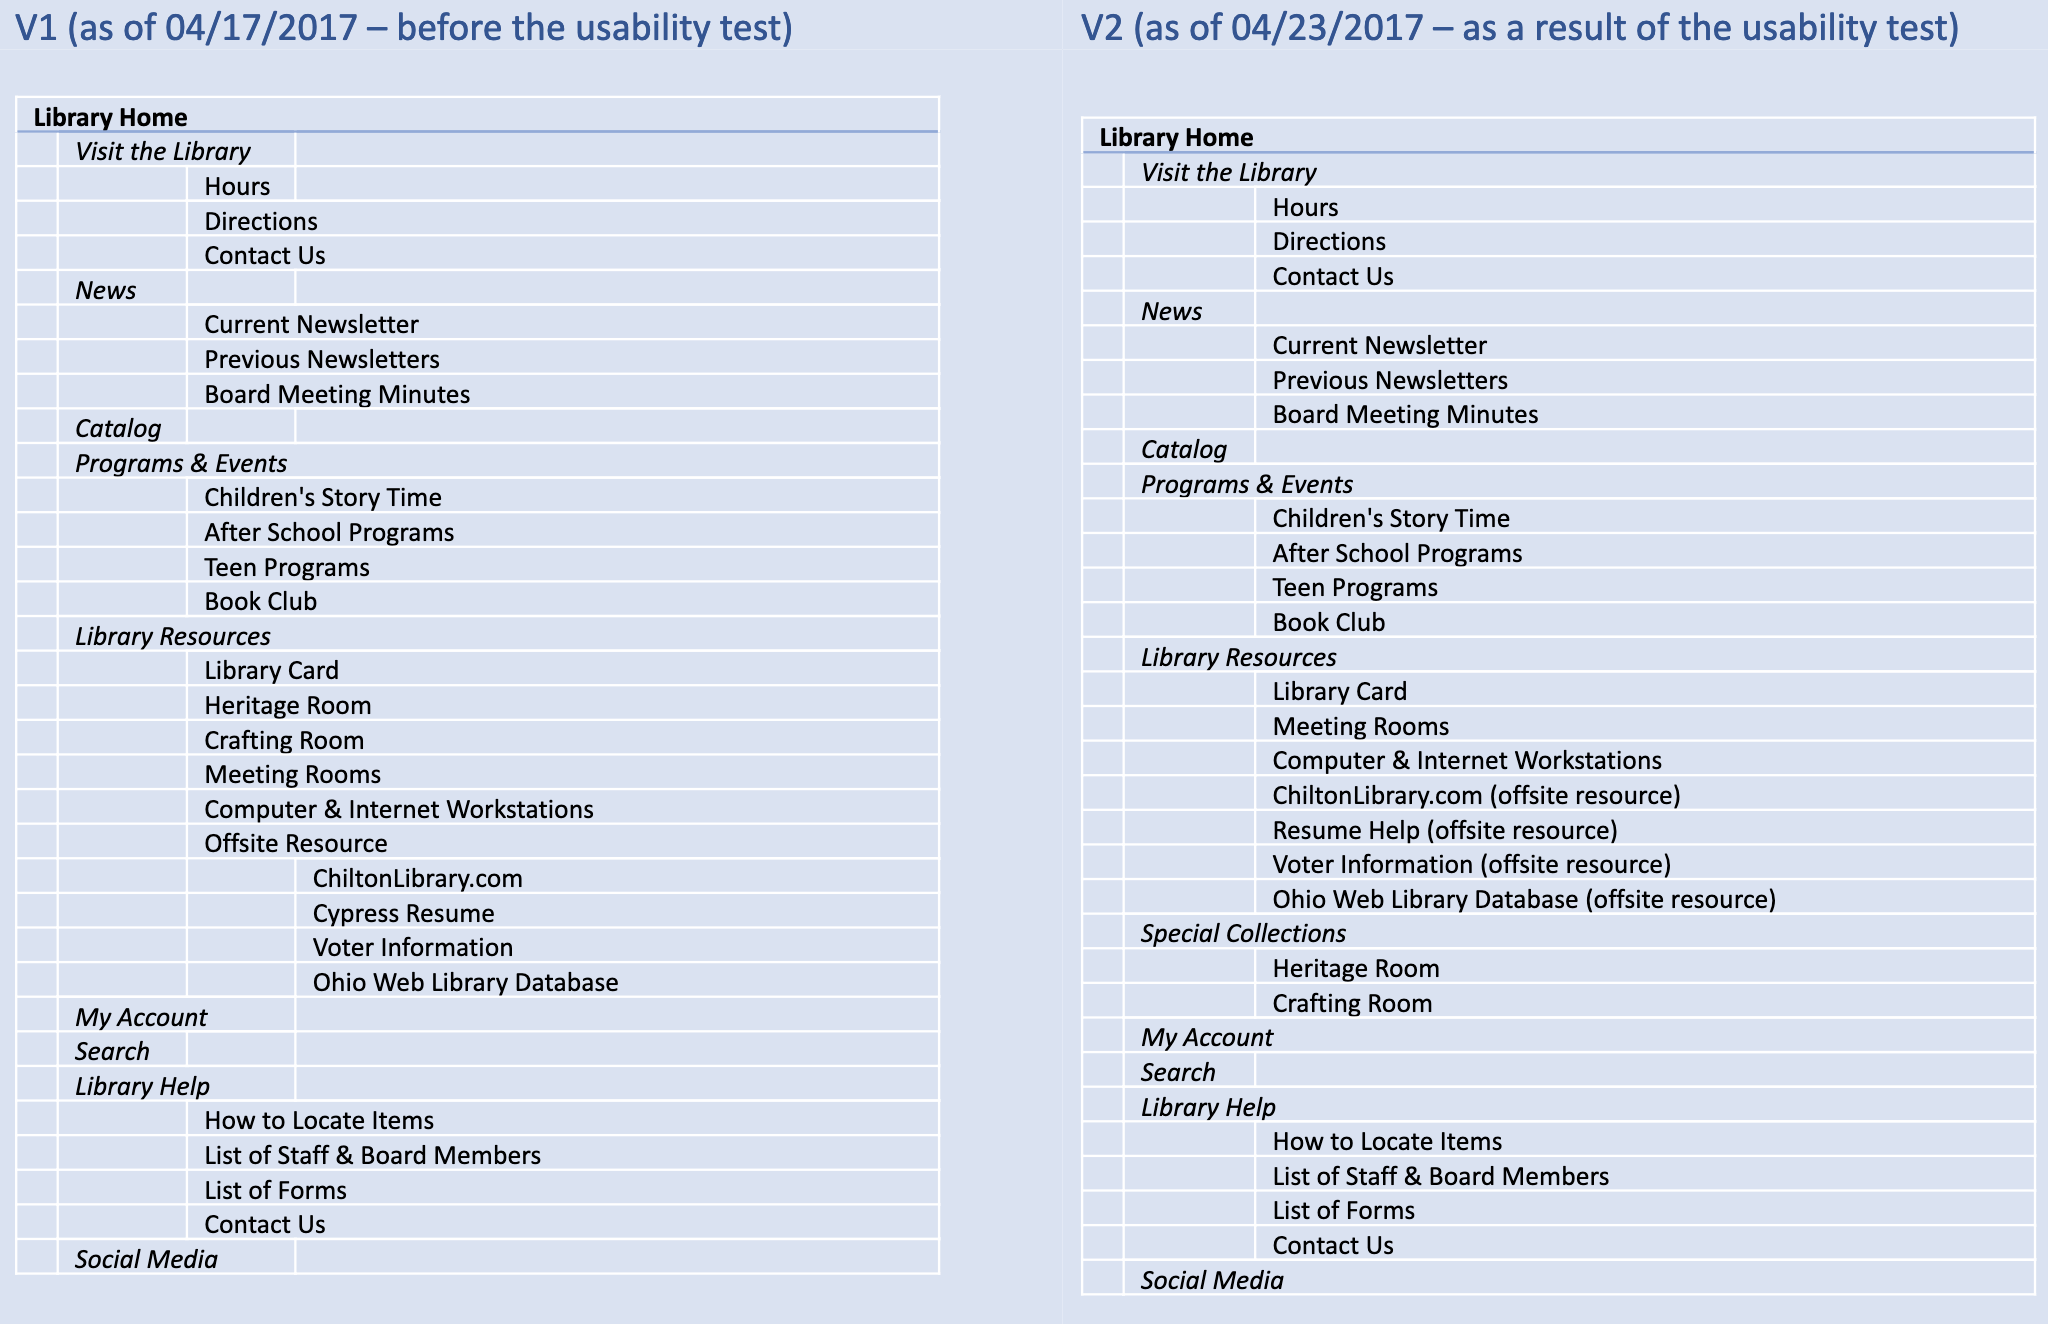 V1 (as of 04/17/2017 – before the usability test)
Library Home
Visit the Library
Hours
Directions
Contact Us
News
Current Newsletter
Previous Newsletters
Board Meeting Minutes
Catalog
Programs & Events
Children's Story Time
After School Programs
Teen Programs
Book Club
Library Resources
Library Card
Heritage Room
Crafting Room
Meeting Rooms
Computer & Internet Workstations
Offsite Resource
ChiltonLibrary.com
Cypress Resume
Voter Information
Ohio Web Library Database
My Account
Search
Library Help
How to Locate Items
List of Staff & Board Members
List of Forms
Contact Us
Social Media
V2 (as of 04/23/2017 – as a result of the usability test)
Library Home
Visit the Library
Hours
Directions
Contact Us
News
Current Newsletter
Previous Newsletters
Board Meeting Minutes
Catalog
Programs & Events
Children's Story Time
After School Programs
Teen Programs
Book Club
Library Resources
Library Card
Meeting Rooms
Computer & Internet Workstations
ChiltonLibrary.com (offsite resource)
Resume Help (offsite resource)
Voter Information (offsite resource)
Ohio Web Library Database (offsite resource)
Special Collections
Heritage Room
Crafting Room
My Account
Search
Library Help
How to Locate Items
List of Staff & Board Members
List of Forms
Contact Us
Social Media